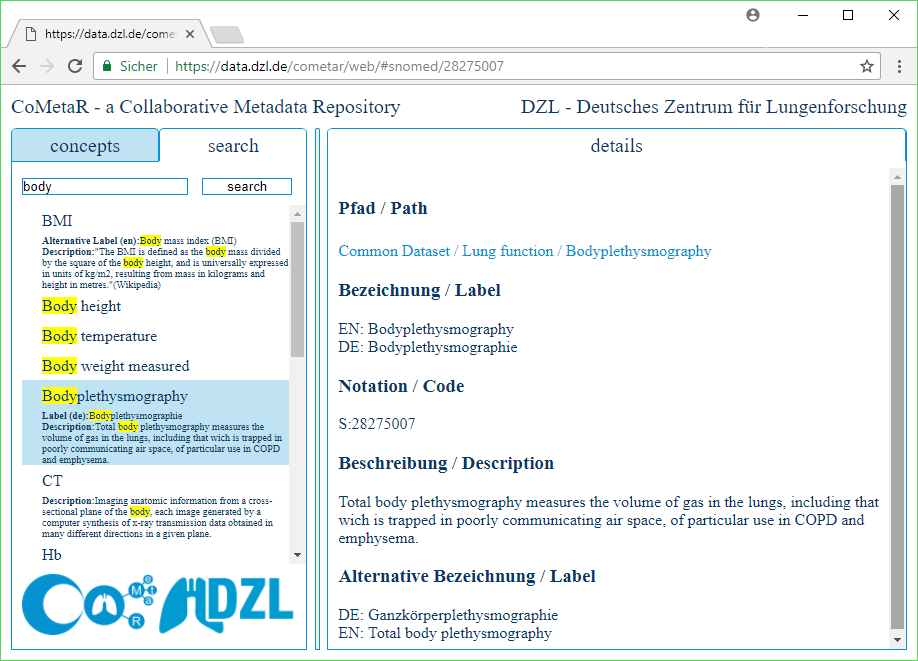 https://data.dzl.de/come
Sicher https://data.dzl.de/cometar/web/#snomed/28275007
CoMetaR - a Collaborative Metadata Repository
DZL - Deutsches Zentrum für Lungenforschung
concepts
search
body
search
BMI
Alternative Label (en):Body mass index (BMI)
Description:"The BMI is defined as the body mass divided
by the square of the body height, and is universally expressed
in units of kg/m2, resulting from mass in kilograms and
height in metres."(Wikipedia)
Body height
Body temperature
Body weight measured
Bodyplethysmography
Label (de):Bodyplethysmographie
Description:Total body plethysmography measures the
volume of gas in the lungs, including that wich is trapped in
poorly communicating air space, of particular use in COPD
and emphysema.
CT
Description:Imaging anatomic information from a cross-
sectional plane of the body, each image generated by a
computer synthesis of x-ray transmission data obtained in
many different directions in a given plane.
Hb
CoMetaR DZL
details
Pfad / Path
Common Dataset / Lung function / Bodyplethysmography
Bezeichnung / Label
EN: Bodyplethysmography
DE: Bodyplethysmographie
Notation / Code
S:28275007
Beschreibung / Description
Total body plethysmography measures the volume of gas in the lungs, including that
wich is trapped in poorly communicating air space, of particular use in COPD and
emphysema.
Alternative Bezeichnung / Label
DE: Ganzkörperplethysmographie
EN: Total body plethysmography